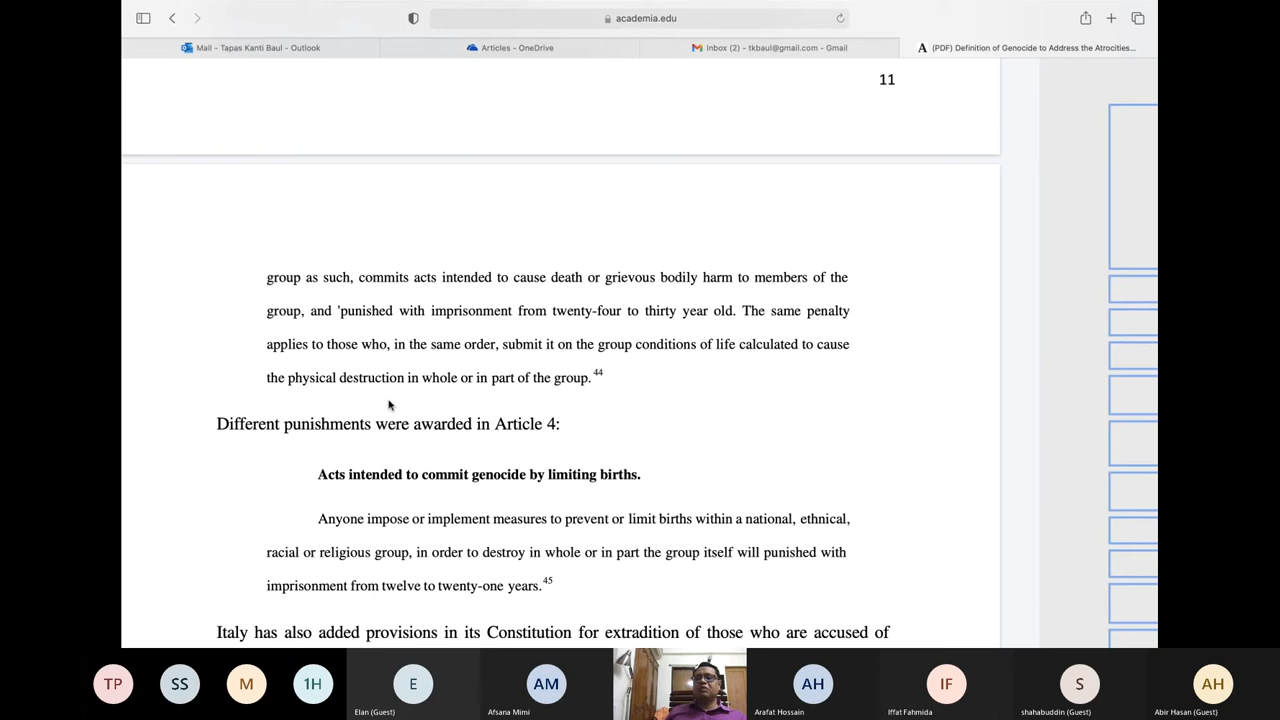 academia.edu
Mail - Tapas Kanti Baul - Outlook
Articles - OneDrive
Inbox (2) - tkbaul@gmail.com - Gmail
(PDF) Definition of Genocide to Address the Atrocities...
11
group as such, commits acts intended to cause death or grievous bodily harm to members of the
group, and 'punished with imprisonment from twenty-four to thirty year old. The same penalty
applies to those who, in the same order, submit it on the group conditions of life calculated to cause
the physical destruction in whole or in part of the group. 44
Different punishments were awarded in Article 4:
Acts intended to commit genocide by limiting births.
Anyone impose or implement measures to prevent or limit births within a national, ethnical,
racial or religious group, in order to destroy in whole or in part the group itself will punished with
imprisonment from twelve to twenty-one years. 45
Italy has also added provisions in its Constitution for extradition of those who are accused of
TP
SS
M
1H
E
AM
AH
IF
S
AH
Elan (Guest)
Afsana Mimi
Arafat Hossain
Iffat Fahmida
shahabuddin (Guest)
Abir Hasan (Guest)